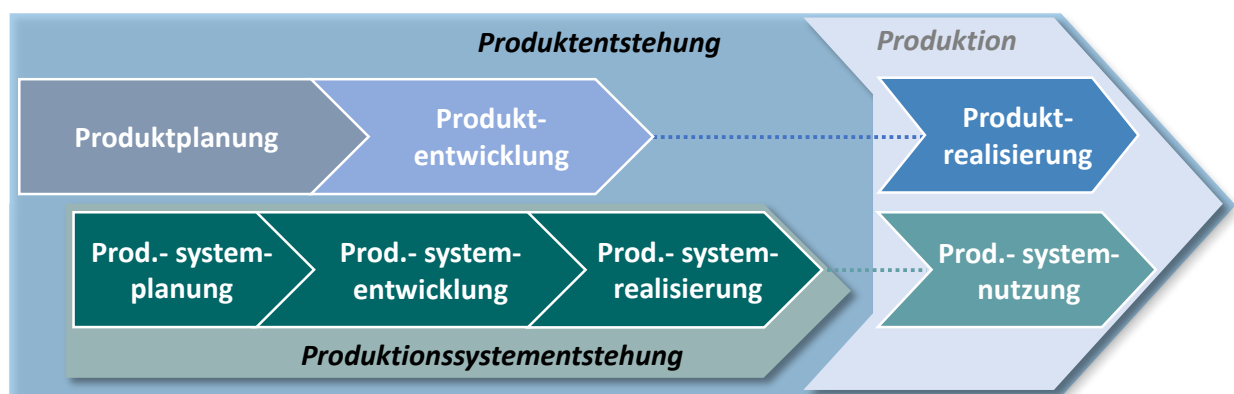 Produktentstehung
Produktion
Produktplanung
Produkt-
entwicklung
Produkt-
realisierung
Prod.- system-
planung
Prod.- system-
entwicklung
Prod.- system-
realisierung
Prod.- system-
nutzung
Produktionssystementstehung